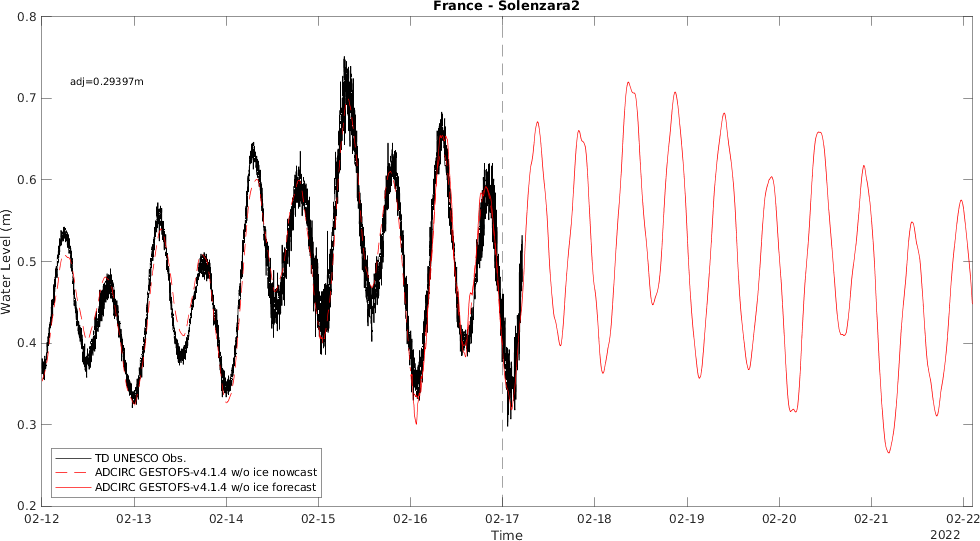 France - Solenzara2
0.8
0.7
0.6
0.5
0.4
0.3
0.2
Water Level (m)
adj=0.29397m
TD UNESCO Obs.
ADCIRC GESTOFS-v4.1.4 w/o ice nowcast
ADCIRC GESTOFS-v4.1.4 w/o ice forecast
02-12 02-13 02-14 02-15 02-16 02-17 02-18 02-19 02-20 02-21 02-22
Time
2022